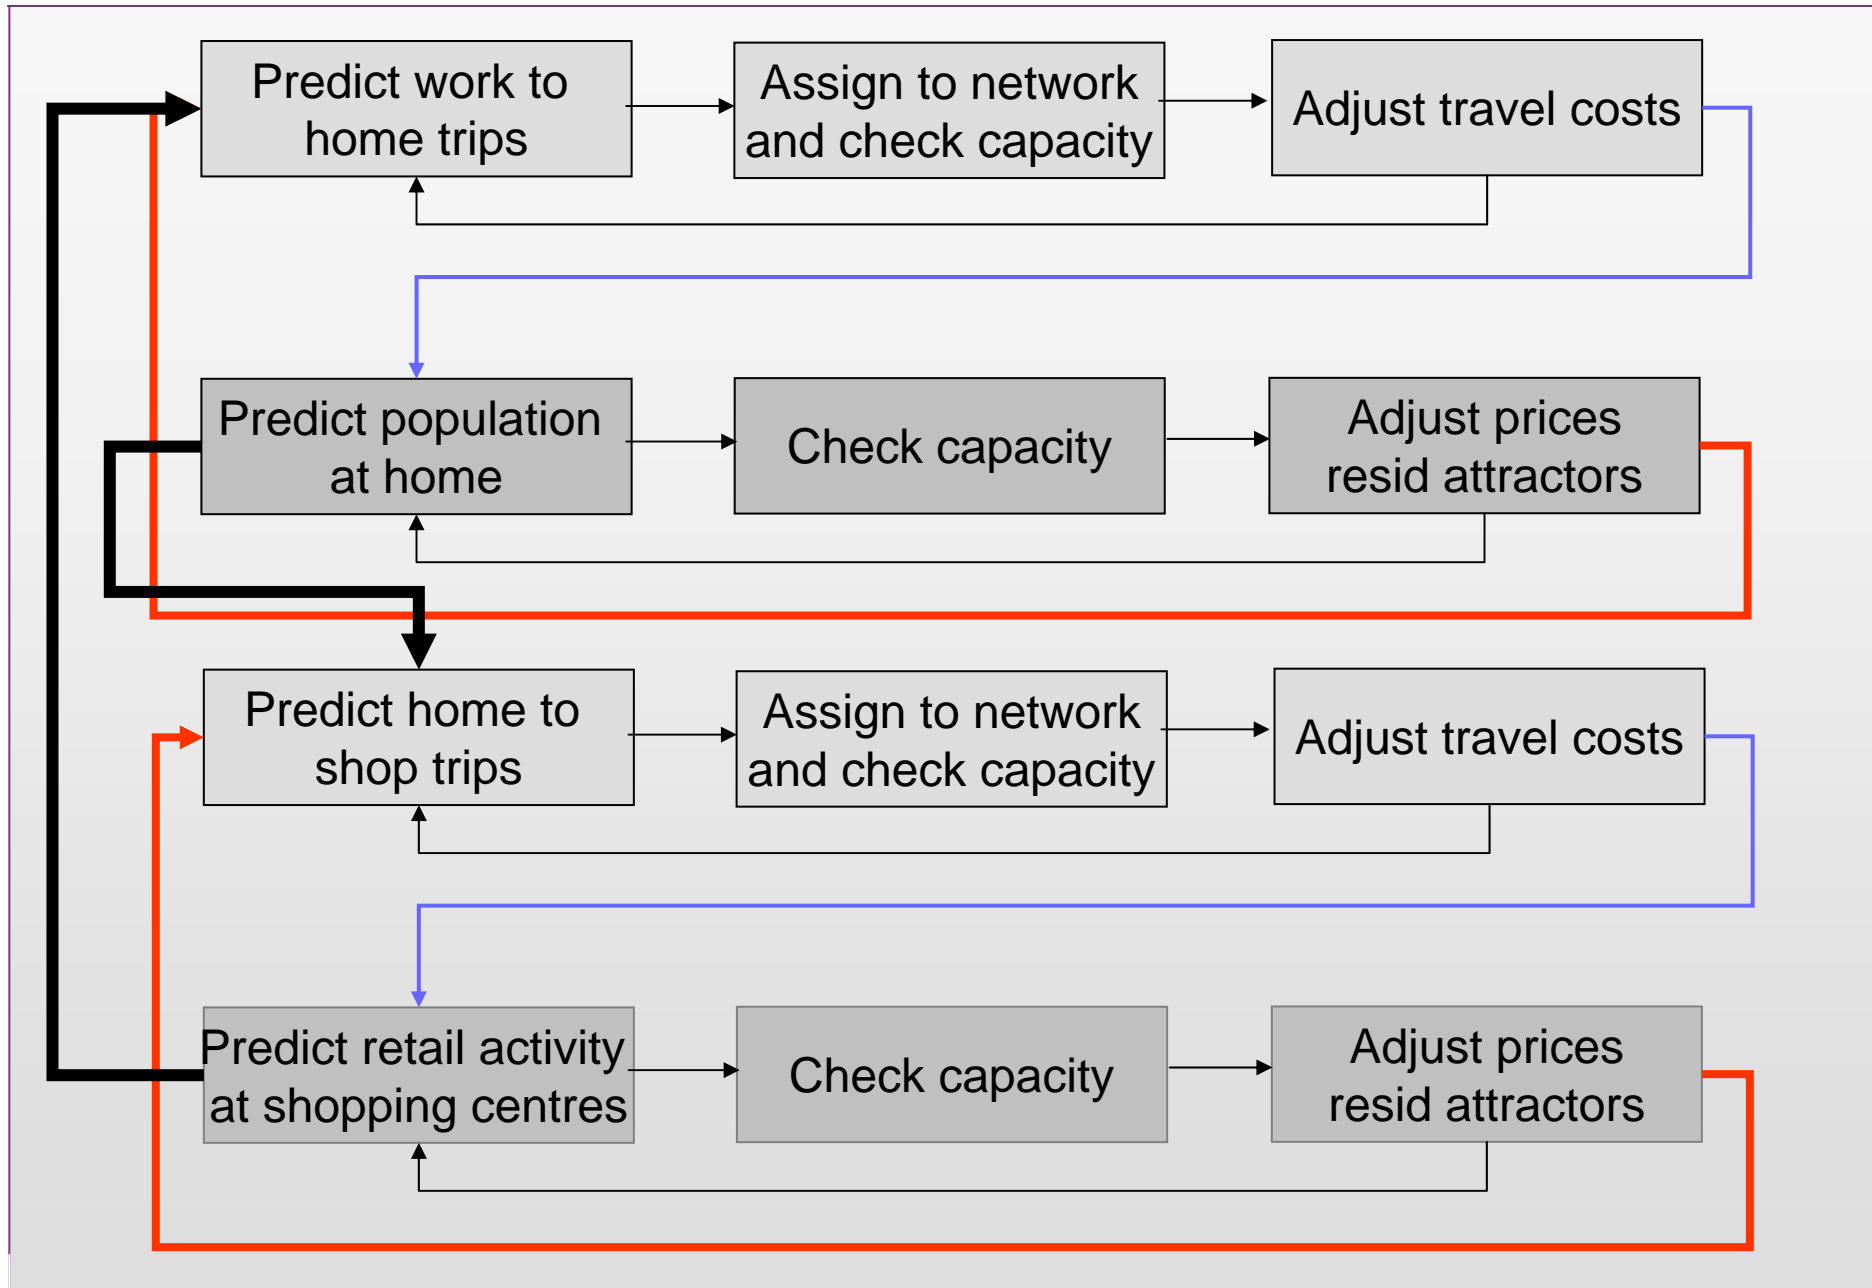 Predict work to
home trips
Assign to network
and check capacity
Adjust travel costs
Predict population
at home
Check capacity
Adjust prices
resid attractors
Predict home to
shop trips
Assign to network
and check capacity
Adjust travel costs
Predict retail activity
at shopping centres
Check capacity
Adjust prices
resid attractors